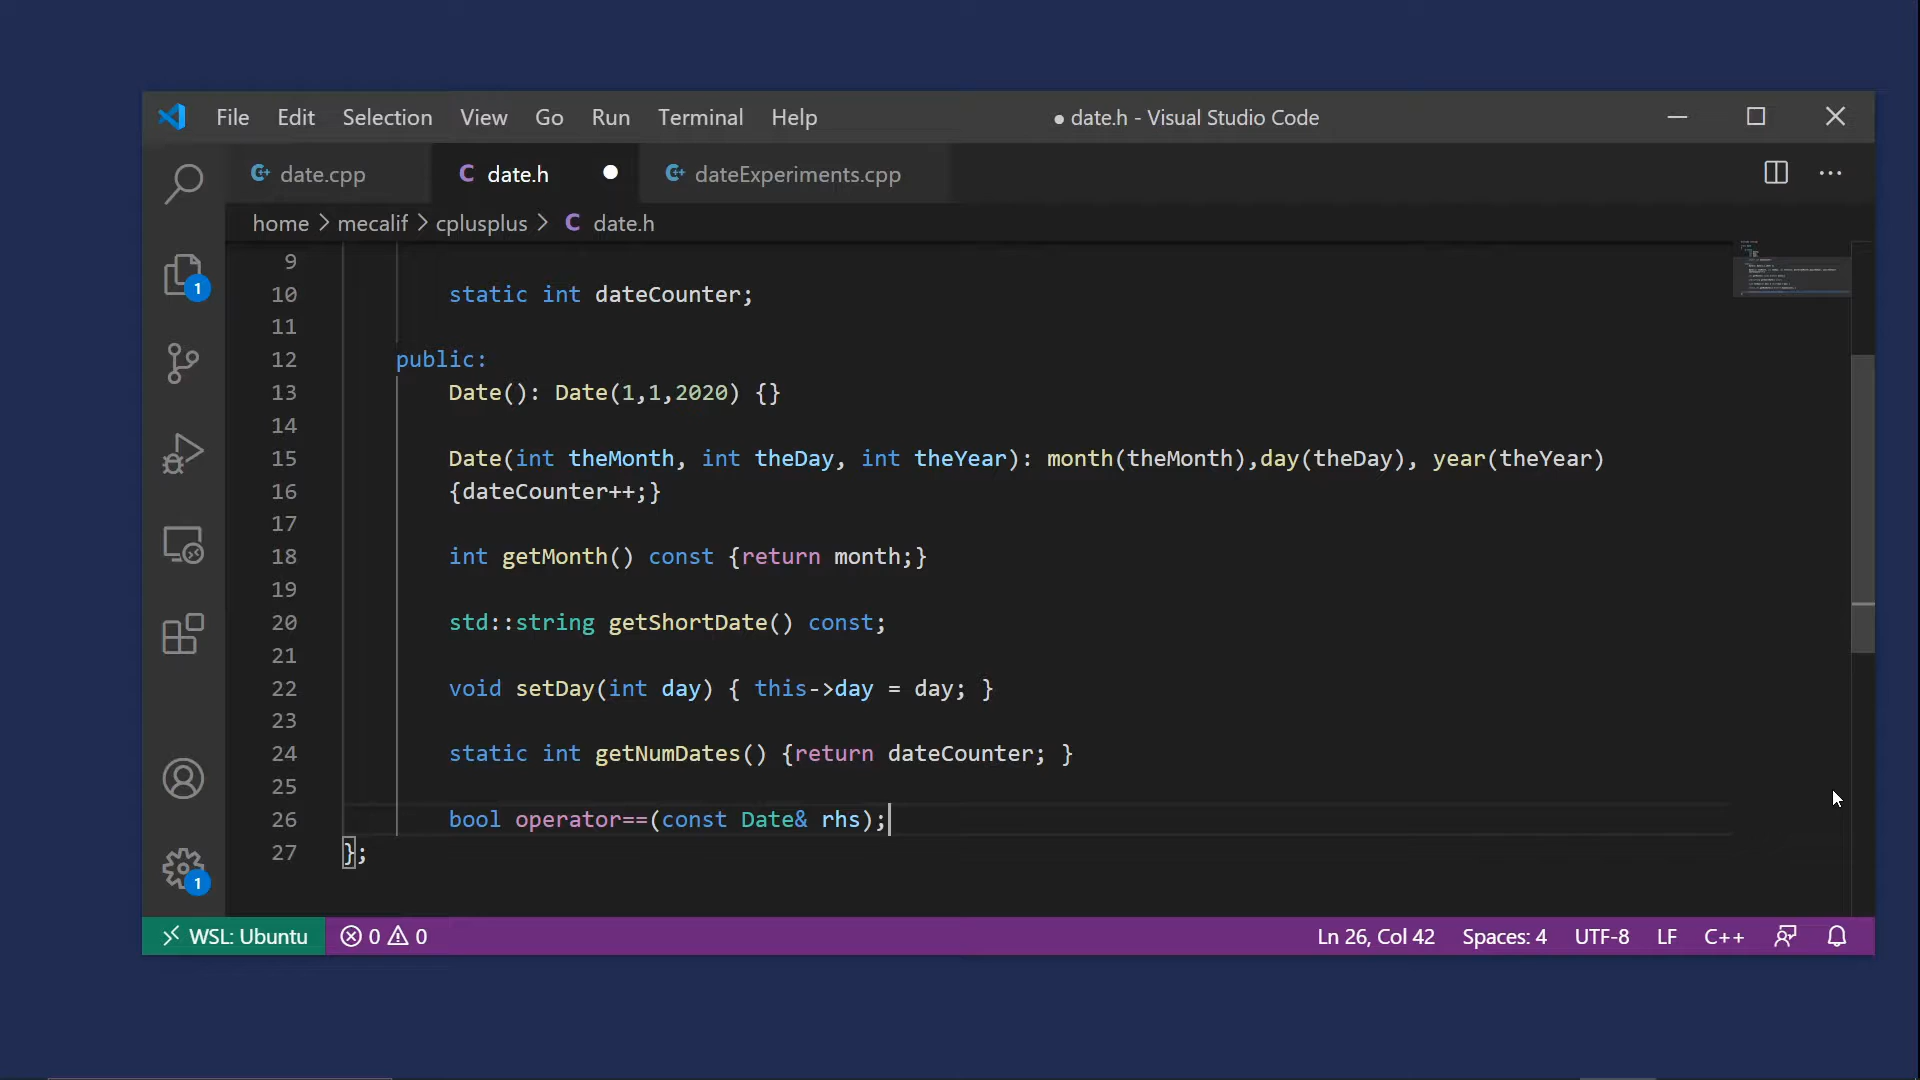 File Edit Selection View Go Run Terminal Help ● date.h - Visual Studio Code
date.cpp date.h dateExperiments.cpp
home > mecalif > cplusplus > C date.h
9
10 static int dateCounter;
11
12 public:
13 Date(): Date(1,1,2020) {}
14
15 Date(int theMonth, int theDay, int theYear): month(theMonth),day(theDay), year(theYear)
16 {dateCounter++;}
17
18 int getMonth() const {return month;}
19
20 std::string getShortDate() const;
21
22 void setDay(int day) { this->day = day; }
23
24 static int getNumDates() {return dateCounter; }
25
26 bool operator==(const Date& rhs);
27 };
1
1
WSL: Ubuntu 0 0 Ln 26, Col 42 Spaces: 4 UTF-8 LF C++